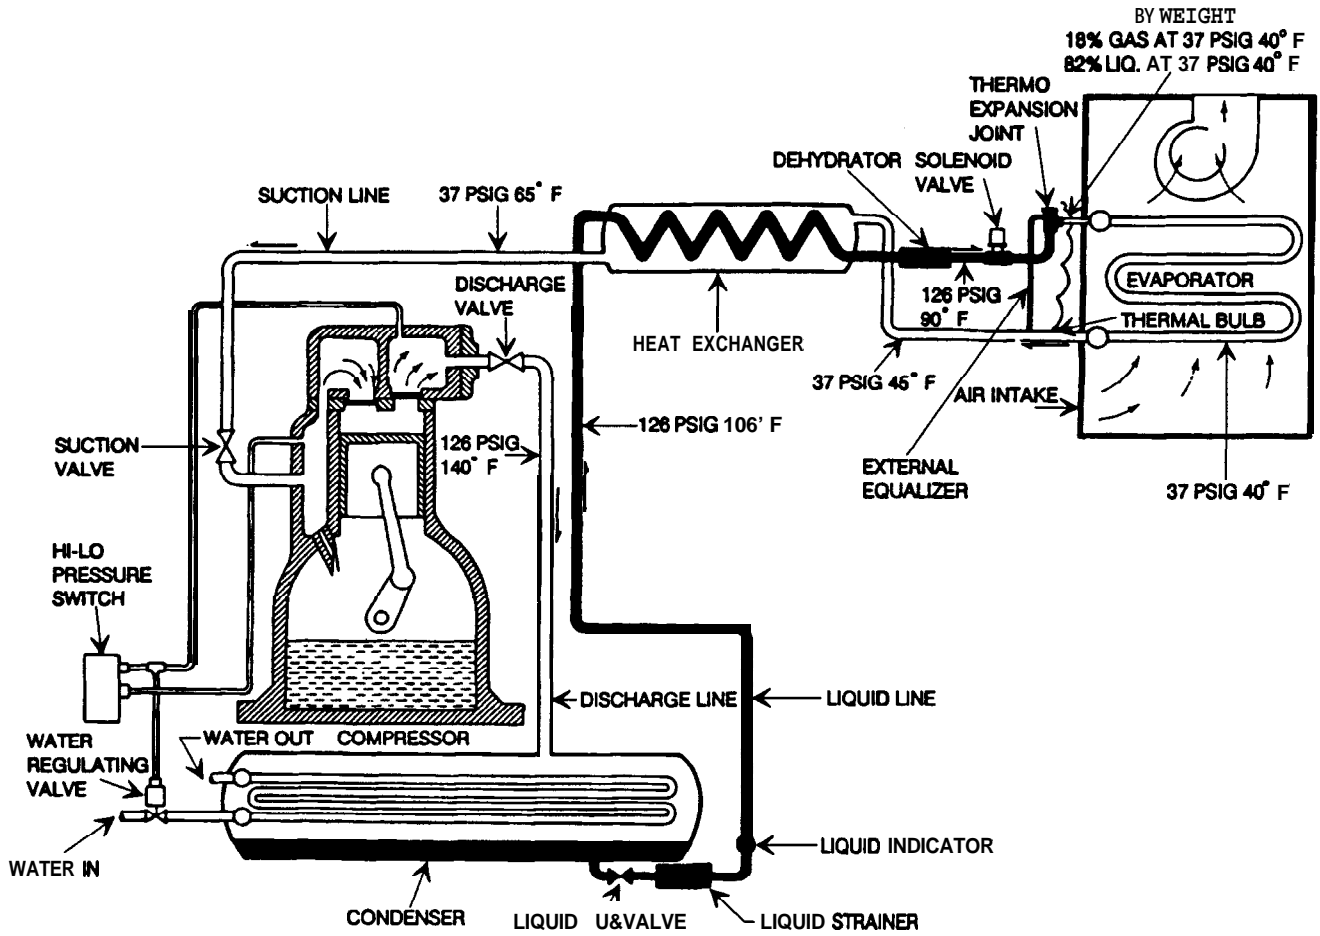 BY WEIGHT
18% GAS AT 37 PSIG 40° F
82% LIQ. AT 37 PSIG 40° F
THERMO
EXPANSION
JOINT
DEHYDRATOR
SOLENOID
VALVE
SUCTION LINE
37 PSIG 65° F
DISCHARGE
VALVE
HEAT EXCHANGER
126 PSIG
90° F
EVAPORATOR
THERMAL BULB
37 PSIG 45° F
AIR INTAKE
SUCTION
VALVE
126 PSIG
140° F
126 PSIG 106' F
EXTERNAL
EQUALIZER
37 PSIG 40° F
HI-LO
PRESSURE
SWITCH
DISCHARGE LINE
LIQUID LINE
WATER OUT
COMPRESSOR
WATER
REGULATING
VALVE
WATER IN
LIQUID INDICATOR
CONDENSER
LIQUID U&VALVE
LIQUID STRAINER